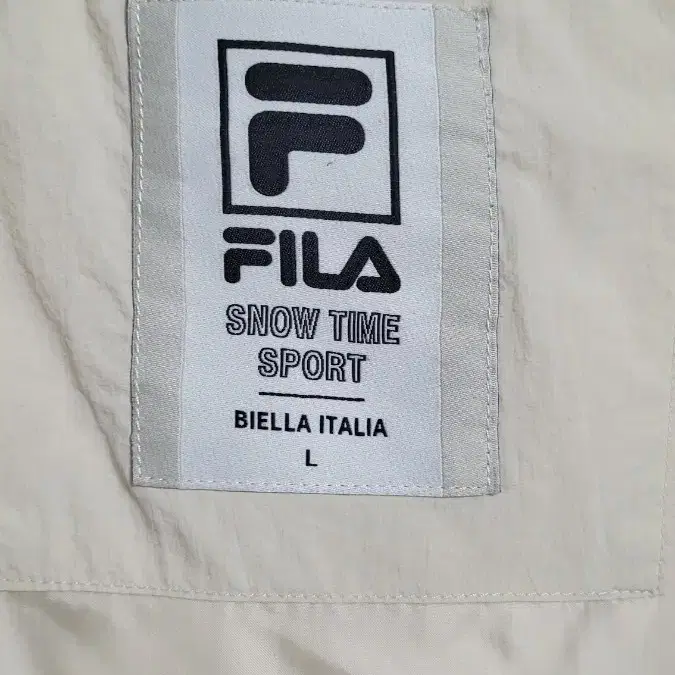 F
FILA
SNOW TIME
SPORT
BIELLA ITALIA
L